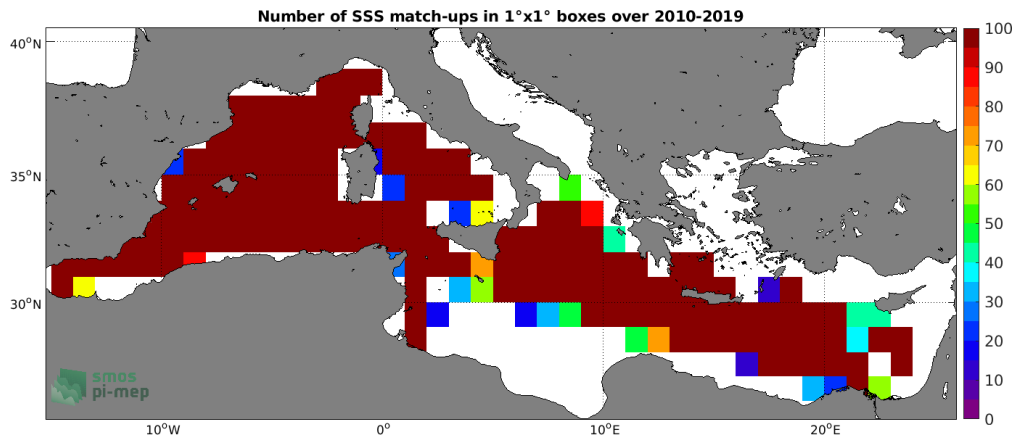 Number of SSS match-ups in 1°x1° boxes over 2010-2019
40°N
35°N
30°N
10°W
0°
10°E
20°E
100
90
80
70
60
50
40
30
20
10
0
smos
pi-mep